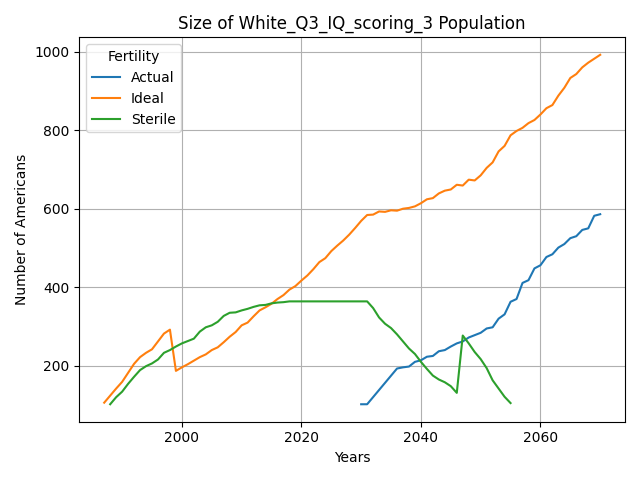 Size of White_Q3_IQ_scoring_3 Population
Fertility
Actual
Ideal
Sterile
Number of Americans
1000
800
600
400
200
2000
2020
2040
2060
Years